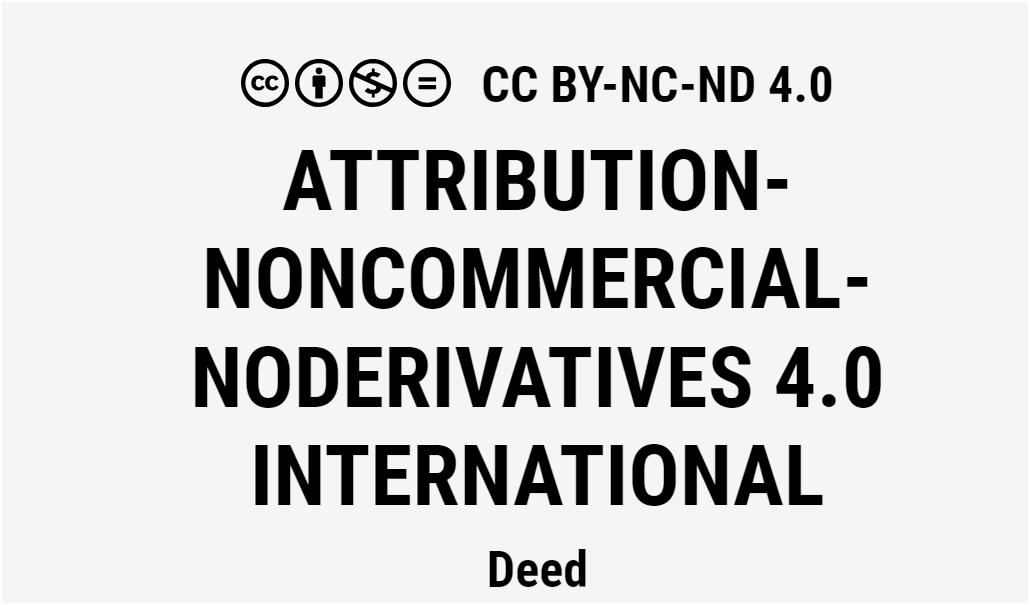 CC BY-NC-ND 4.0
ATTRIBUTION-
NONCOMMERCIAL-
NODERIVATIVES 4.0
INTERNATIONAL
Deed